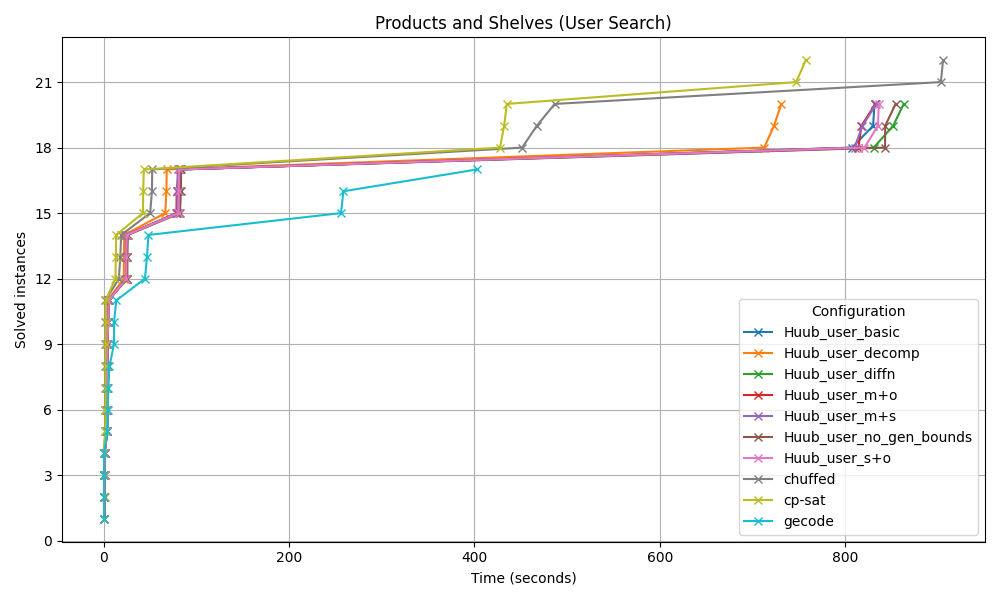 Products and Shelves (User Search)
Solved instances
21
18
15
12
9
6
3
0
0 200 400 600 800
Time (seconds)
Configuration
Huub_user_basic
Huub_user_decomp
Huub_user_diffn
Huub_user_m+o
Huub_user_m+s
Huub_user_no_gen_bounds
Huub_user_s+o
chuffed
cp-sat
gecode